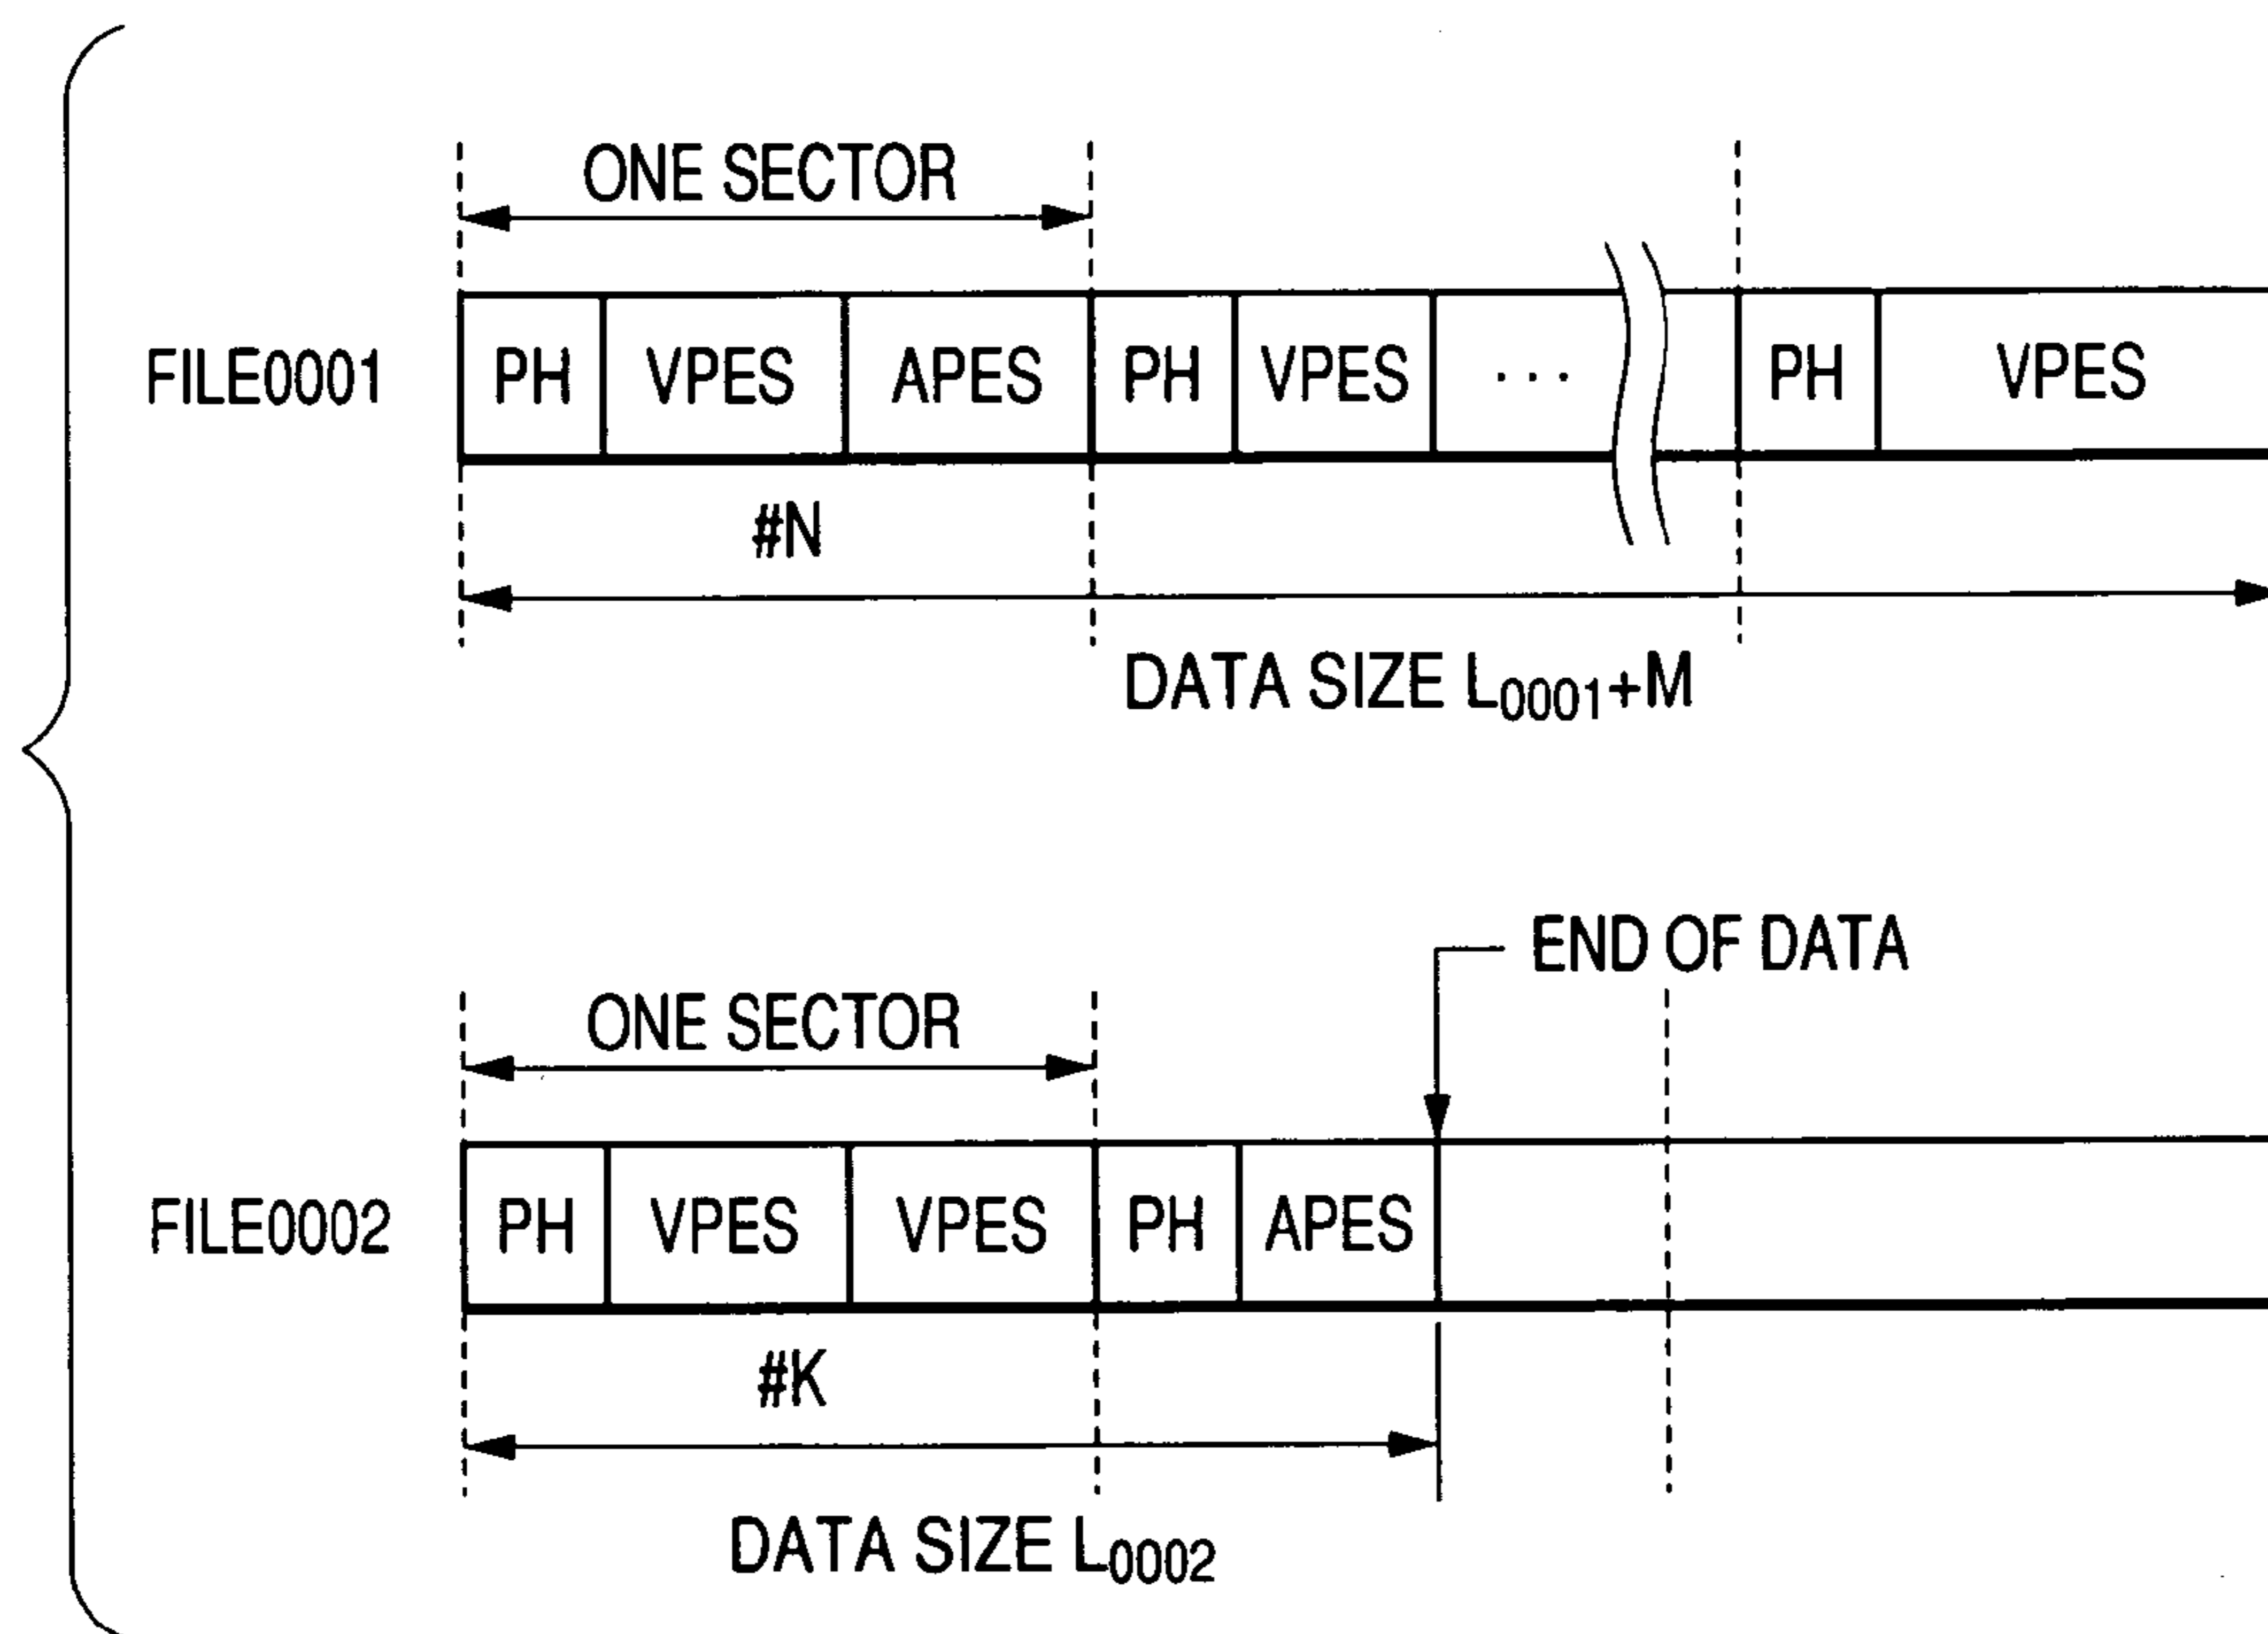 ONE SECTOR
FILE0001 PH VPES APES PH VPES ... PH VPES
#N
DATA SIZE L0001+M
END OF DATA
ONE SECTOR
FILE0002 PH VPES VPES PH APES
#K
DATA SIZE L0002